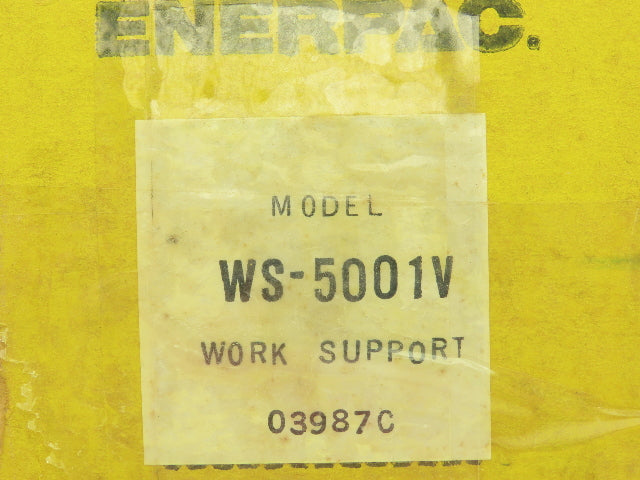 ENERPAC.
MODEL
WS-5001V
WORK SUPPORT
03987C